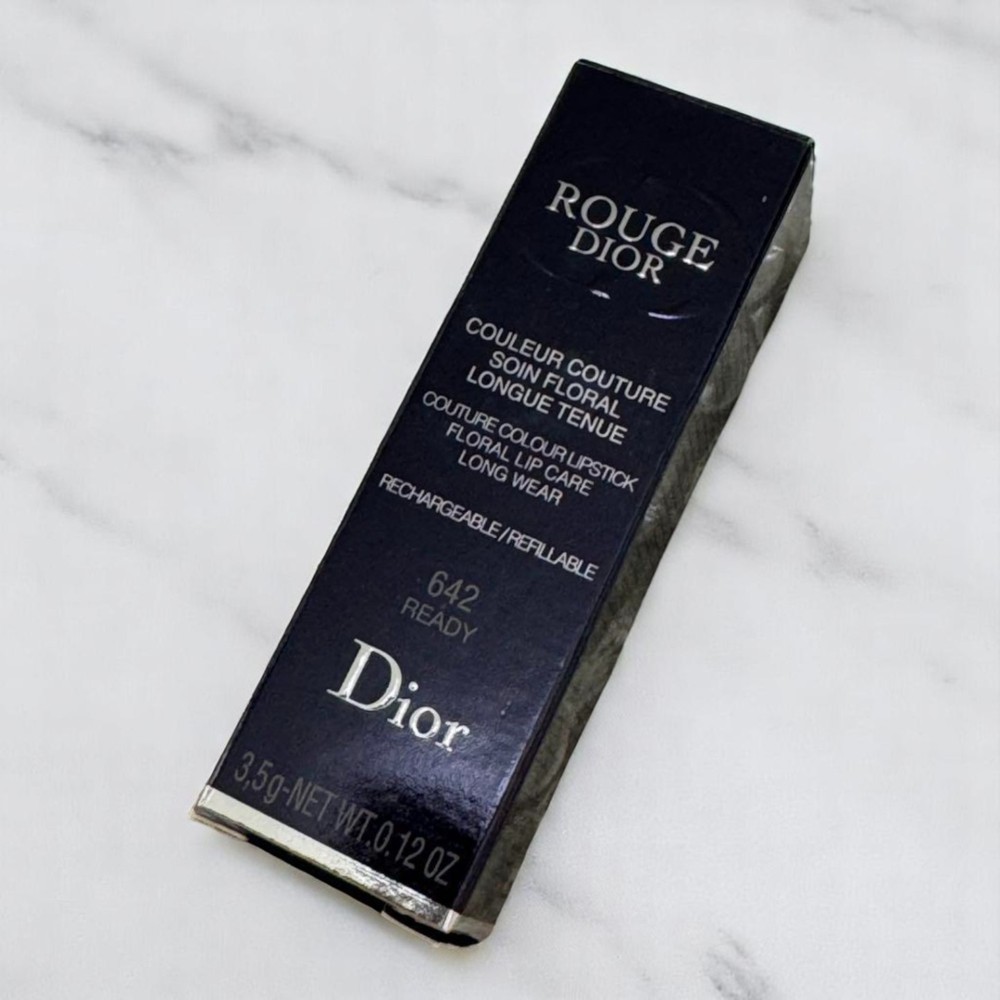 ROUGE
DIOR
COULEUR COUTURE
SOIN FLORAL
LONGUE TENUE
COUTURE COLOUR LIPSTICK
FLORAL LIP CARE
LONG WEAR
RECHARGEABLE/REFILLABLE
642
READY
Dior
3,5g-NET WT.0.12 OZ